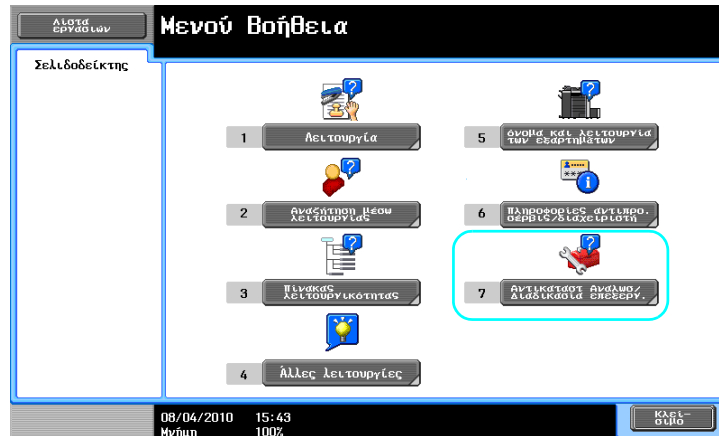 Λίστα
εργασιών
Μενού Βοήθεια
Σελιδοδείκτης
1 Λειτουργία
5 όνομα και λειτουργία
των εξαρτημάτων
2 Αναζήτηση μέσω
λειτουργίας
6 Πληροφορίες αντιπρο.
σέρβις/διαχειριστή
3 Πίνακας
λειτουργικότητας
7 Αντικαταστ Αναλωσ/
Διαδικασία επεξεργ.
4 Άλλες λειτουργίες
08/04/2010 15:43
Μνήμη 100%
Κλεί-
σιμο